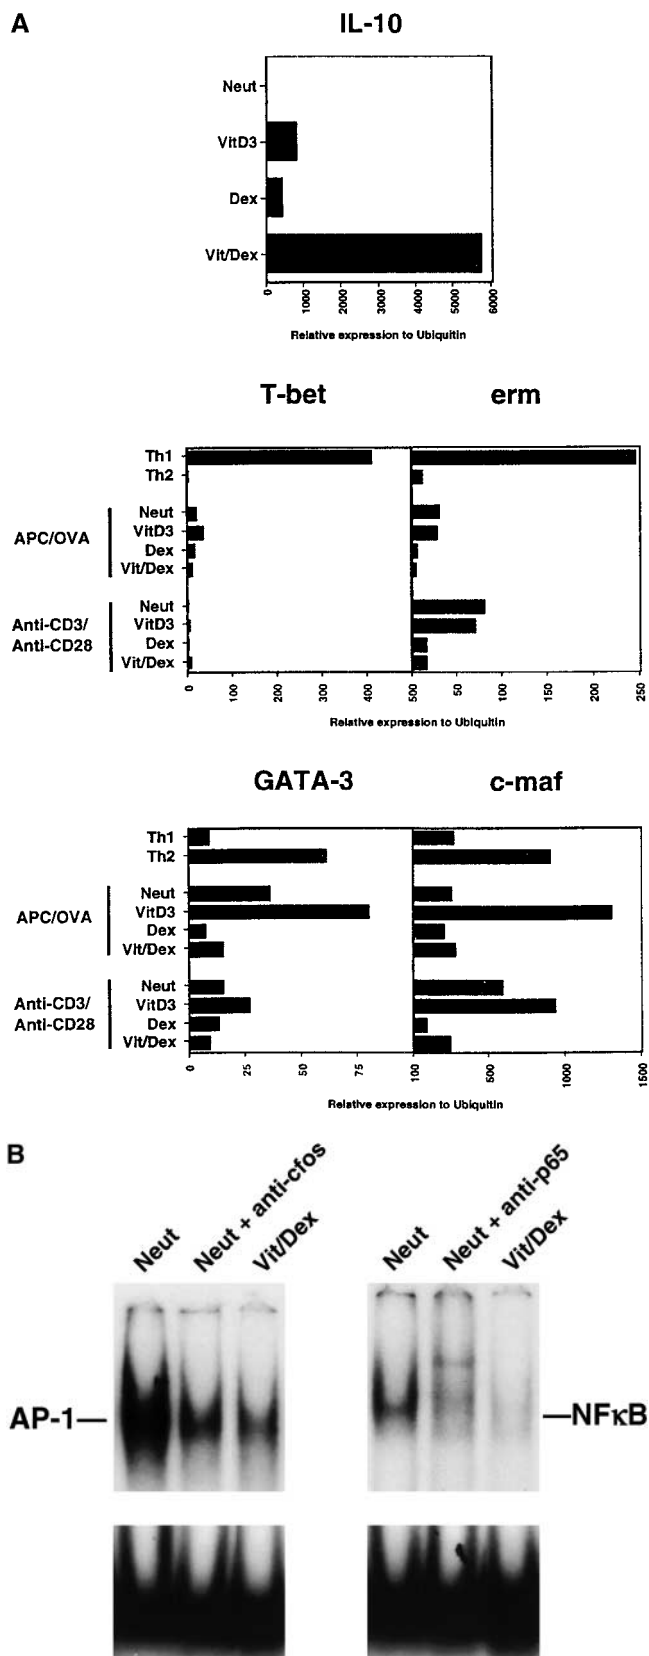 A
IL-10
Neut
VitD3
Dex
Vit/Dex
0 1000 2000 3000 4000 5000 6000
Relative expression to Ubiquitin
T-bet erm
Th1
Th2
APC/OVA
Neut
VitD3
Dex
Vit/Dex
Anti-CD3/
Anti-CD28
Neut
VitD3
Dex
Vit/Dex
0 100 200 300 400 500 50 100 150 200 250
Relative expression to Ubiquitin
GATA-3 c-maf
Th1
Th2
APC/OVA
Neut
VitD3
Dex
Vit/Dex
Anti-CD3/
Anti-CD28
Neut
VitD3
Dex
Vit/Dex
0 25 50 75 100 500 1000 1500
Relative expression to Ubiquitin
B
Neut
Neut + anti-cfos
Vit/Dex
Neut
Neut + anti-p65
Vit/Dex
AP-1
NFκB